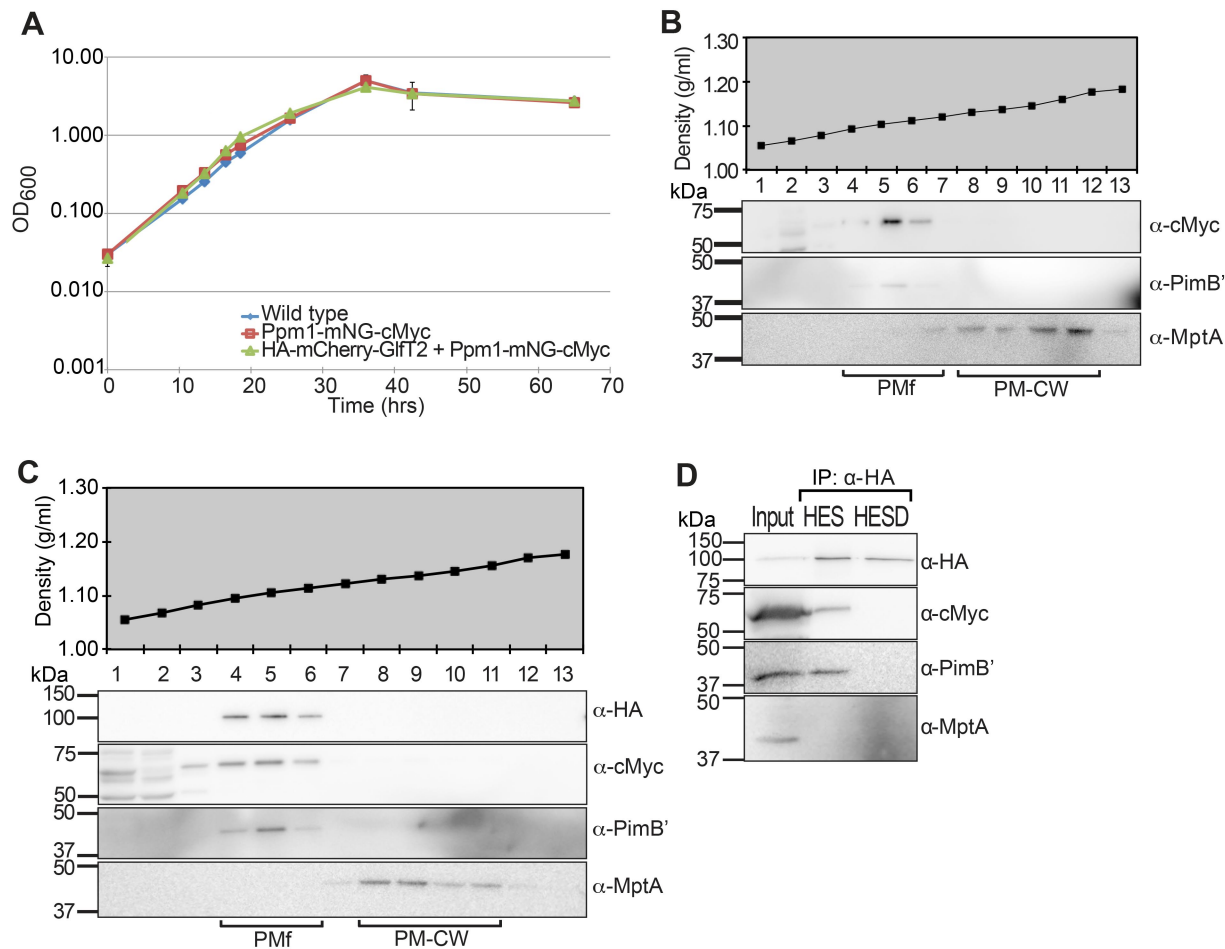 A
OD600
10.00
1.000
0.100
0.010
0.001
0 10 20 30 40 50 60 70
Time (hrs)
Wild type
Ppm1-mNG-cMyc
HA-mCherry-GlfT2 + Ppm1-mNG-cMyc
B
Density (g/ml)
1.30
1.20
1.10
1.00
1 2 3 4 5 6 7 8 9 10 11 12 13
kDa
75
50
α-cMyc
50
37
α-PimB'
50
37
α-MptA
PMf PM-CW
C
Density (g/ml)
1.30
1.20
1.10
1.00
kDa 1 2 3 4 5 6 7 8 9 10 11 12 13
150
100
α-HA
75
50
α-cMyc
50
37
α-PimB'
50
37
α-MptA
PMf PM-CW
D
IP: α-HA
kDa Input HES HESD
150
100
75
α-HA
75
50
α-cMyc
50
37
α-PimB'
50
37
α-MptA